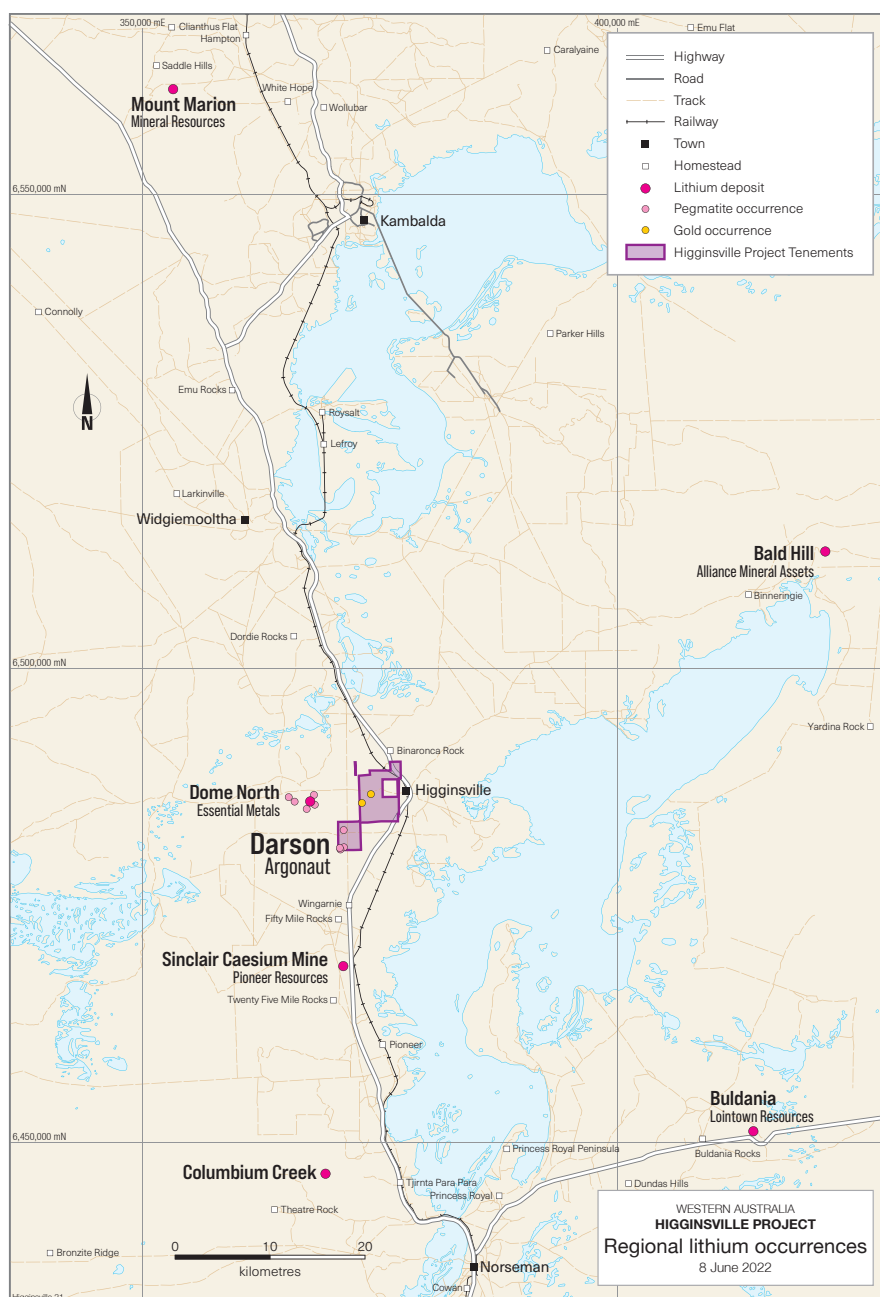 350,000 mE
400,000 mE
Clianthus Flat
Emu Flat
Hampton
Caralyaine
Saddle Hills
White Hope
Mount Marion
Mineral Resources
Wollubar
Highway
Road
Track
Railway
Town
Homestead
Lithium deposit
Pegmatite occurrence
Gold occurrence
Higginsville Project Tenements
6,550,000 mN
Kambalda
Connolly
Parker Hills
N
Emu Rocks
Roysalt
Lefroy
Larkinville
Widgiemooltha
Bald Hill
Alliance Mineral Assets
Binneringie
Dordie Rocks
6,500,000 mN
Yardina Rock
Binaronca Rock
Higginsville
Dome North
Essential Metals
Darson
Argonaut
Wingarnie
Fifty Mile Rocks
Sinclair Caesium Mine
Pioneer Resources
Twenty Five Mile Rocks
Pioneer
Buldania
Lointown Resources
6,450,000 mN
Buldania Rocks
Princess Royal Peninsula
Columbium Creek
Tjirnta Para Para
Princess Royal
Dundas Hills
Theatre Rock
Bronzite Ridge
0 10 20
kilometres
Norseman
Cowan
WESTERN AUSTRALIA
HIGGINSVILLE PROJECT
Regional lithium occurrences
8 June 2022